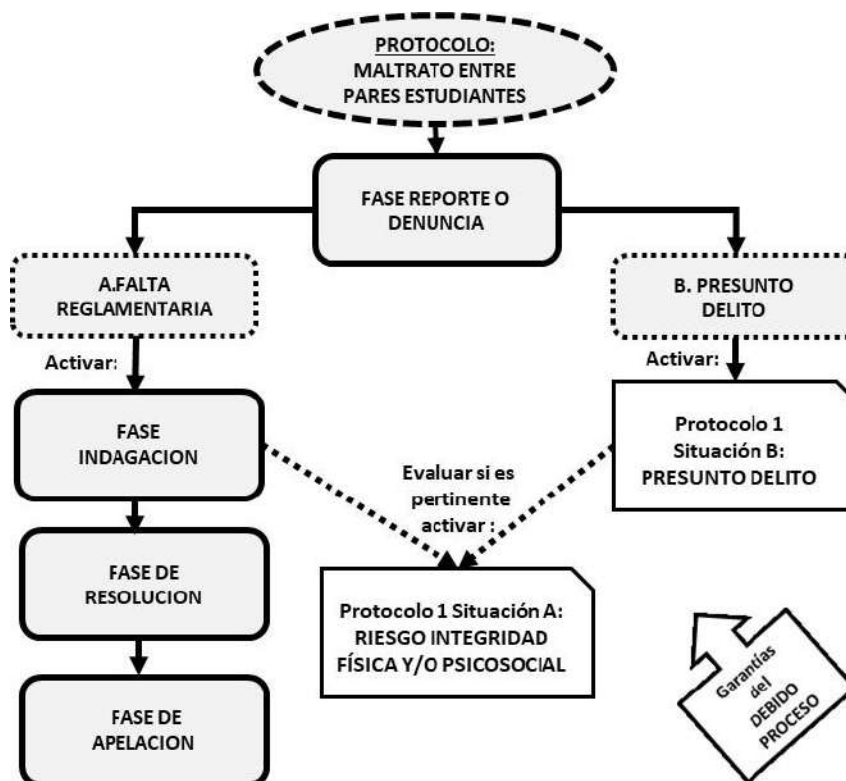 PROTOCOLO:
MALTRATO ENTRE
PARES ESTUDIANTES
FASE REPORTE O
DENUNCIA
A.FALTA
REGLAMENTARIA
B. PRESUNTO
DELITO
Activar:
Activar:
FASE
INDAGACION
Protocolo 1
Situación B:
PRESUNTO DELITO
Evaluar si es
pertinente
activar :
FASE DE
RESOLUCION
Protocolo 1 Situación A:
RIESGO INTEGRIDAD
FÍSICA Y/O PSICOSOCIAL
Garantías
del
DEBIDO
PROCESO
FASE DE
APELACION